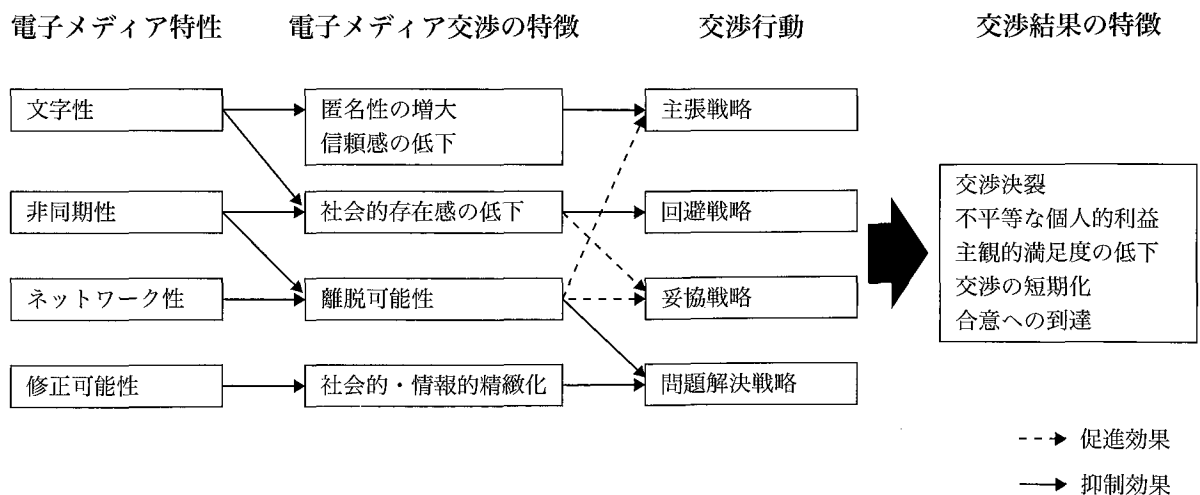 電子メディア特性
電子メディア交渉の特徴
交渉行動
交渉結果の特徴
文字性
匿名性の増大
信頼感の低下
主張戦略
非同期性
社会的存在感の低下
回避戦略
ネットワーク性
離脱可能性
妥協戦略
修正可能性
社会的・情報的精緻化
問題解決戦略
交渉決裂
不平等な個人的利益
主観的満足度の低下
交渉の短期化
合意への到達
促進効果
抑制効果